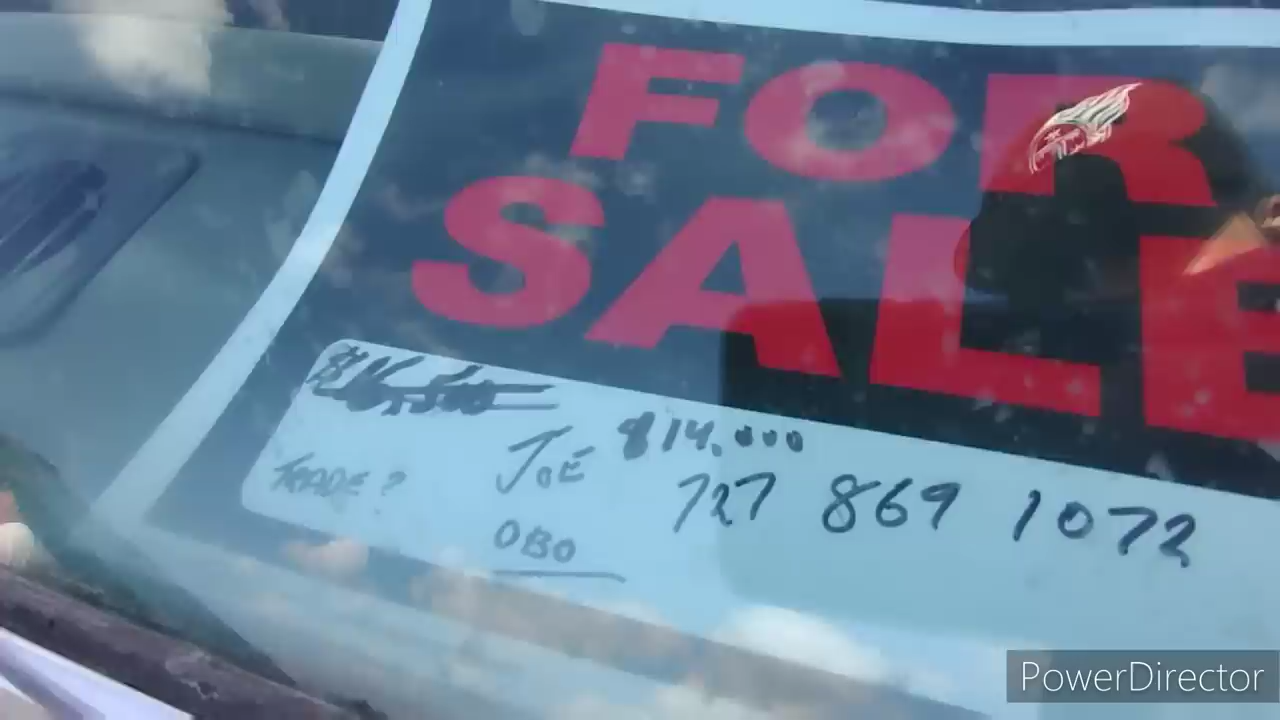 FOR
SALE
$14,000
TRADE? JOE 727 869 1072
OBO
PowerDirector